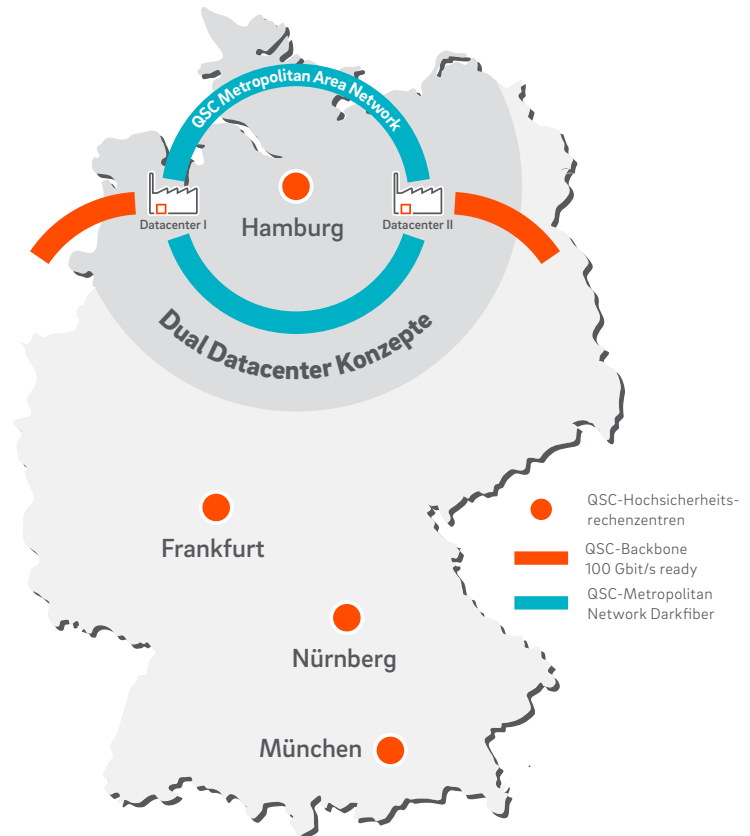 QSC Metropolitan Area Network
Datacenter I
Hamburg
Datacenter II
Dual Datacenter Konzepte
Frankfurt
Nürnberg
München
QSC-Hochsicherheits-
rechenzentren
QSC-Backbone
100 Gbit/s ready
QSC-Metropolitan
Network Darkfiber